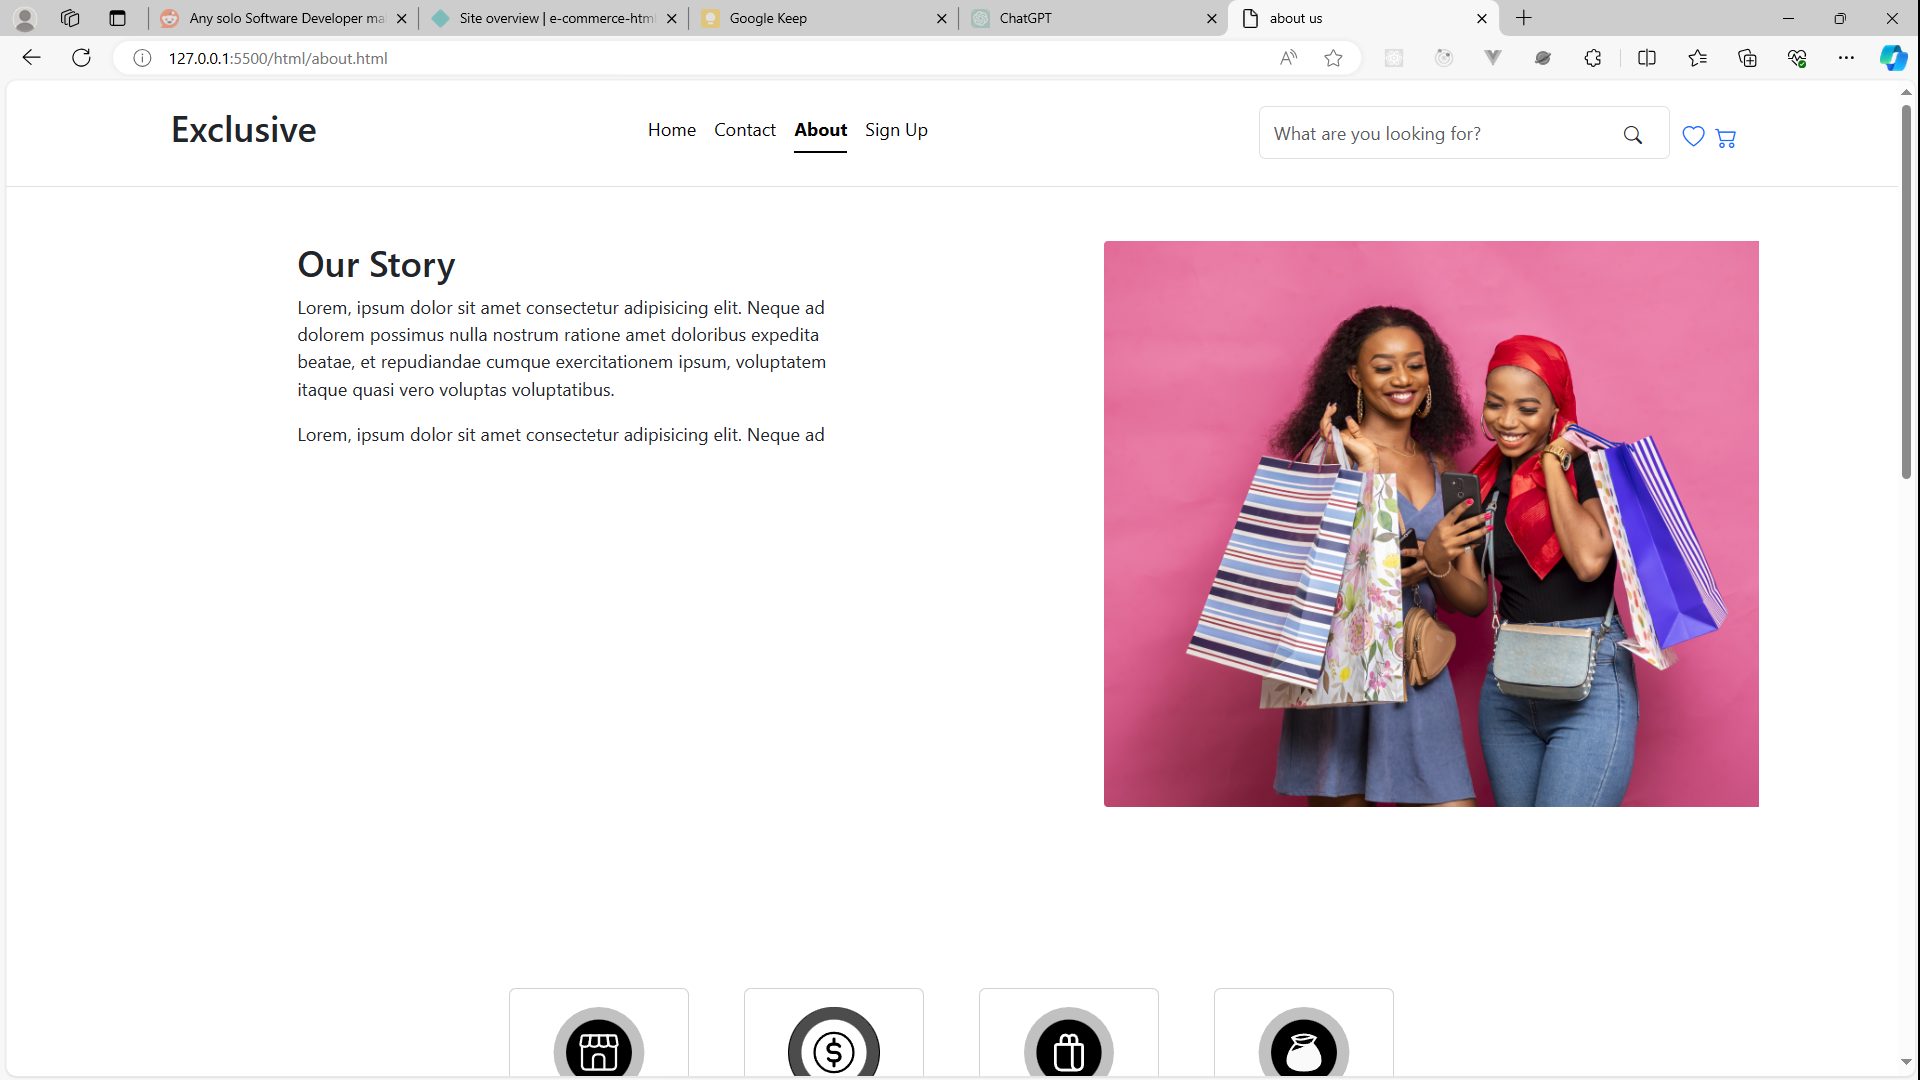 Any solo Software Developer ma
Site overview | e-commerce-htm
Google Keep
ChatGPT
about us
127.0.0.1:5500/html/about.html
Exclusive
Home
Contact
About
Sign Up
What are you looking for?
Our Story
Lorem, ipsum dolor sit amet consectetur adipisicing elit. Neque ad
dolorem possimus nulla nostrum ratione amet doloribus expedita
beatae, et repudiandae cumque exercitationem ipsum, voluptatem
itaque quasi vero voluptas voluptatibus.
Lorem, ipsum dolor sit amet consectetur adipisicing elit. Neque ad